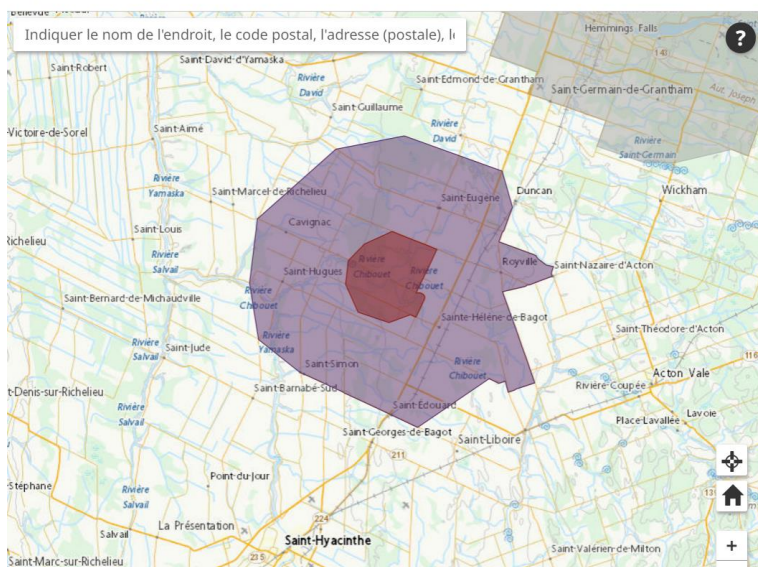 Bellevue
Hemmings Falls
Indiquer le nom de l'endroit, le code postal, l'adresse (postale), l
?
143
Saint-David-d'Yamaska
Saint-Robert
Rivière
David
Saint-Edmond-de-Grantham
Saint-Germain-de-Grantham
Aut. Joseph
Saint-Guillaume
Victoire-de-Sorel
Saint-Aimé
Rivière
David
Rivière
Saint-Germain
Rivière
Yamaska
Saint-Marcel-de-Richelieu
Saint-Eugène
Duncan
Wickham
Cavignac
Saint-Louis
Richelieu
Rivière
Salvail
Rivière
Chibouet
Rivière
Chibouet
Royville
Saint-Nazaire-d'Acton
Saint-Hugues
Saint-Bernard-de-Michaudville
Rivière
Chibouet
Sainte-Hélène-de-Bagot
Saint-Théodore-d'Acton
Rivière
Salvail
Saint-Jude
Rivière
Yamaska
116
Saint-Simon
Rivière
Chibouet
Acton Vale
Rivière-Coupée
t-Denis-sur-Richelieu
Saint-Barnabé-Sud
Rivière
Salvail
Saint-Édouard
Place-Lavallée
Lavoie
Saint-Georges-de-Bagot
Saint-Liboire
211
Point-du-Jour
Stéphane
Rivière
Salvail
139
La Présentation
224
Salvail
Saint-Hyacinthe
235
Saint-Valérien-de-Milton
Saint-Marc-sur-Richelieu
+